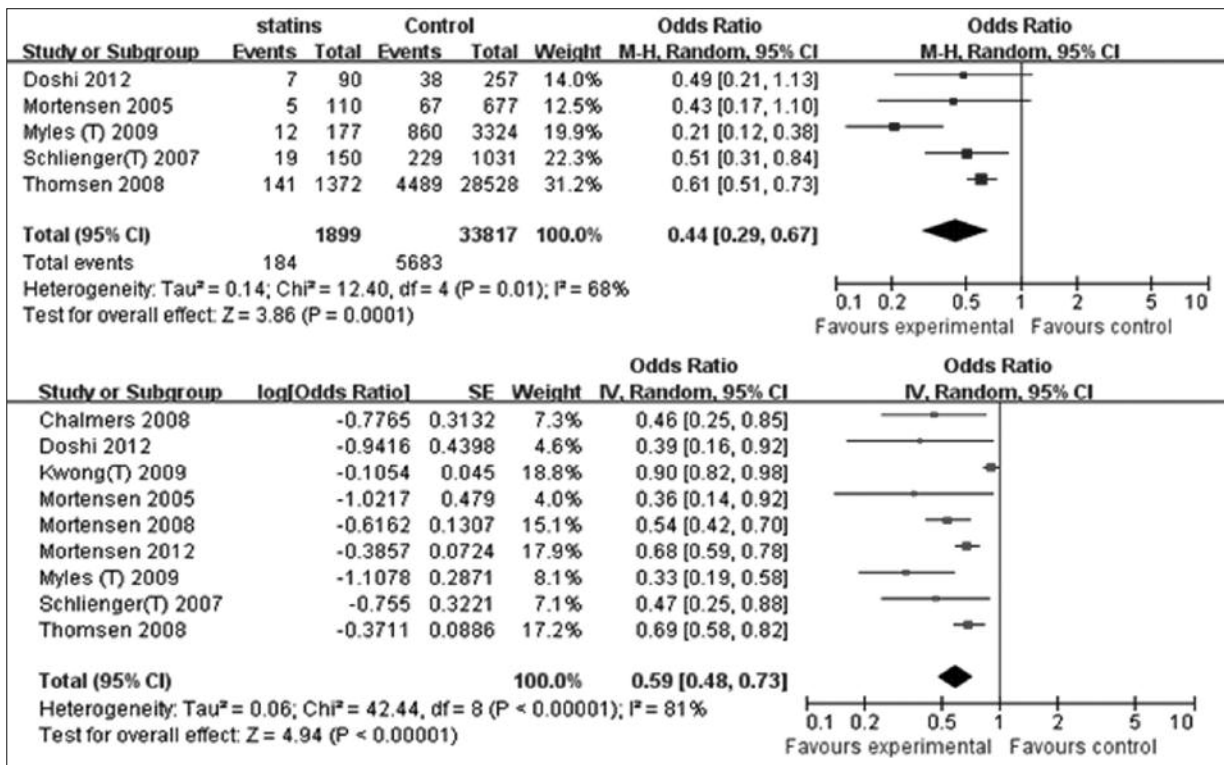 statins Control Odds Ratio Odds Ratio
Study or Subgroup Events Total Events Total Weight M-H, Random, 95% CI M-H, Random, 95% CI
Doshi 2012 7 90 38 257 14.0% 0.49 [0.21, 1.13]
Mortensen 2005 5 110 67 677 12.5% 0.43 [0.17, 1.10]
Myles (T) 2009 12 177 860 3324 19.9% 0.21 [0.12, 0.38]
Schlienger(T) 2007 19 150 229 1031 22.3% 0.51 [0.31, 0.84]
Thomsen 2008 141 1372 4489 28528 31.2% 0.61 [0.51, 0.73]
Total (95% CI) 1899 33817 100.0% 0.44 [0.29, 0.67]
Total events 184 5683
Heterogeneity: Tau² = 0.14; Chi² = 12.40, df = 4 (P = 0.01); I² = 68%
Test for overall effect: Z = 3.86 (P = 0.0001)
0.1 0.2 0.5 1 2 5 10
Favours experimental Favours control
Odds Ratio Odds Ratio
Study or Subgroup log[Odds Ratio] SE Weight IV, Random, 95% CI IV, Random, 95% CI
Chalmers 2008 -0.7765 0.3132 7.3% 0.46 [0.25, 0.85]
Doshi 2012 -0.9416 0.4398 4.6% 0.39 [0.16, 0.92]
Kwong(T) 2009 -0.1054 0.045 18.8% 0.90 [0.82, 0.98]
Mortensen 2005 -1.0217 0.479 4.0% 0.36 [0.14, 0.92]
Mortensen 2008 -0.6162 0.1307 15.1% 0.54 [0.42, 0.70]
Mortensen 2012 -0.3857 0.0724 17.9% 0.68 [0.59, 0.78]
Myles (T) 2009 -1.1078 0.2871 8.1% 0.33 [0.19, 0.58]
Schlienger(T) 2007 -0.755 0.3221 7.1% 0.47 [0.25, 0.88]
Thomsen 2008 -0.3711 0.0886 17.2% 0.69 [0.58, 0.82]
Total (95% CI) 100.0% 0.59 [0.48, 0.73]
Heterogeneity: Tau² = 0.06; Chi² = 42.44, df = 8 (P < 0.00001); I² = 81%
Test for overall effect: Z = 4.94 (P < 0.00001)
0.1 0.2 0.5 1 2 5 10
Favours experimental Favours control